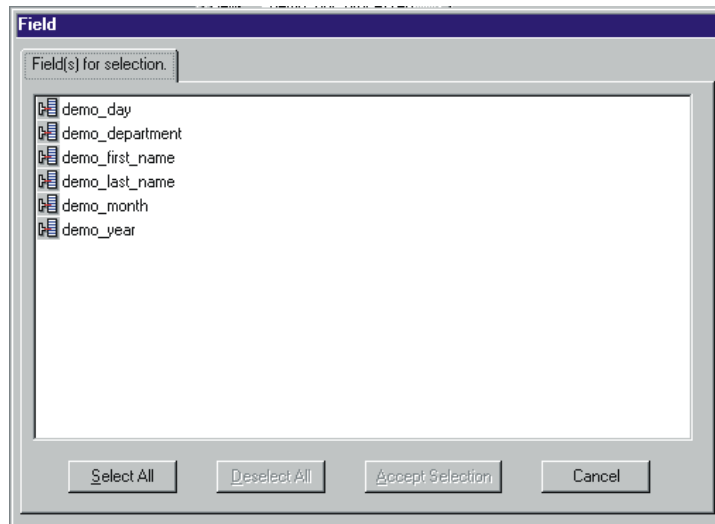 Field
Field(s) for selection.
demo_day
demo_department
demo_first_name
demo_last_name
demo_month
demo_year
Select All
Deselect All
Accept Selection
Cancel